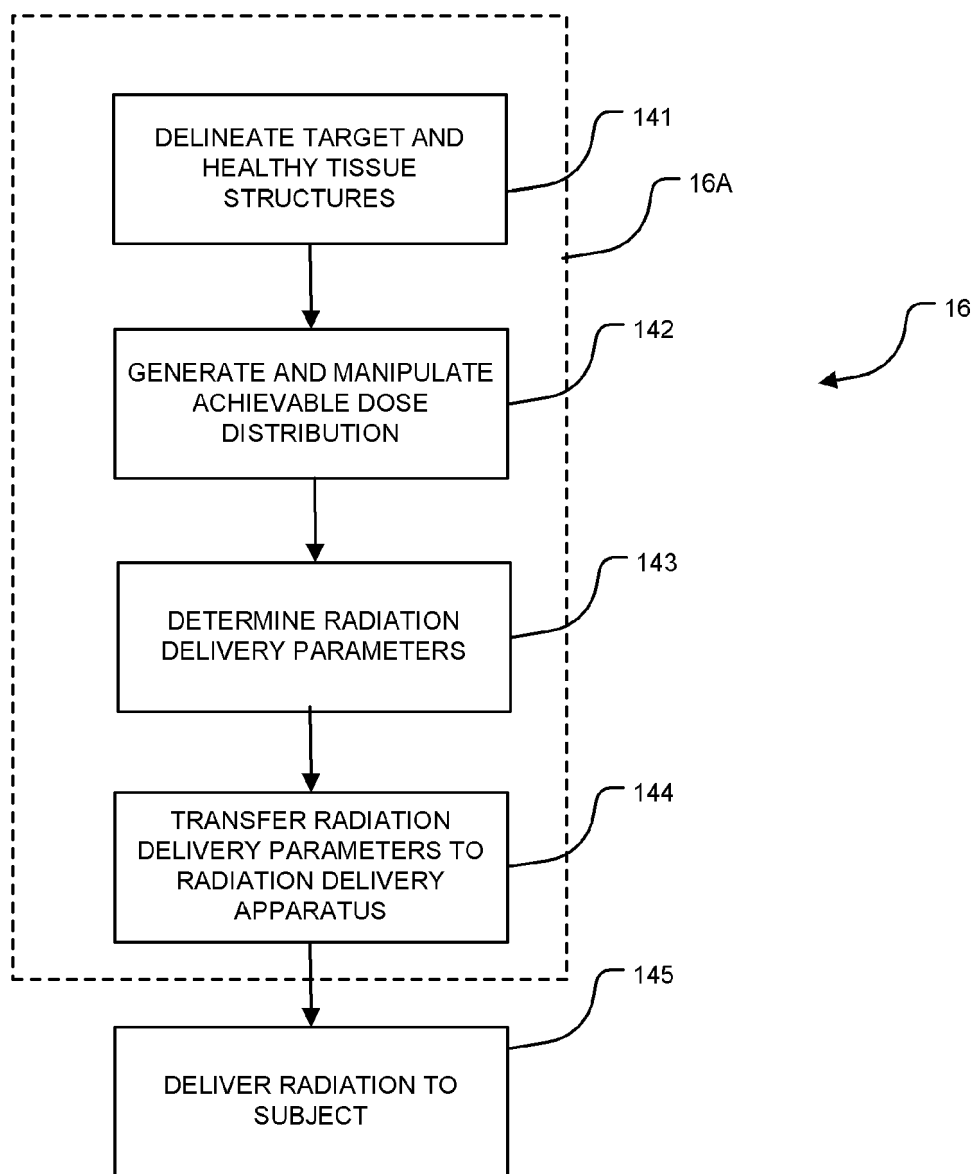 DELINEATE TARGET AND
HEALTHY TISSUE
STRUCTURES
141
16A
16
GENERATE AND MANIPULATE
ACHIEVABLE DOSE
DISTRIBUTION
142
DETERMINE RADIATION
DELIVERY PARAMETERS
143
TRANSFER RADIATION
DELIVERY PARAMETERS TO
RADIATION DELIVERY
APPARATUS
144
DELIVER RADIATION TO
SUBJECT
145